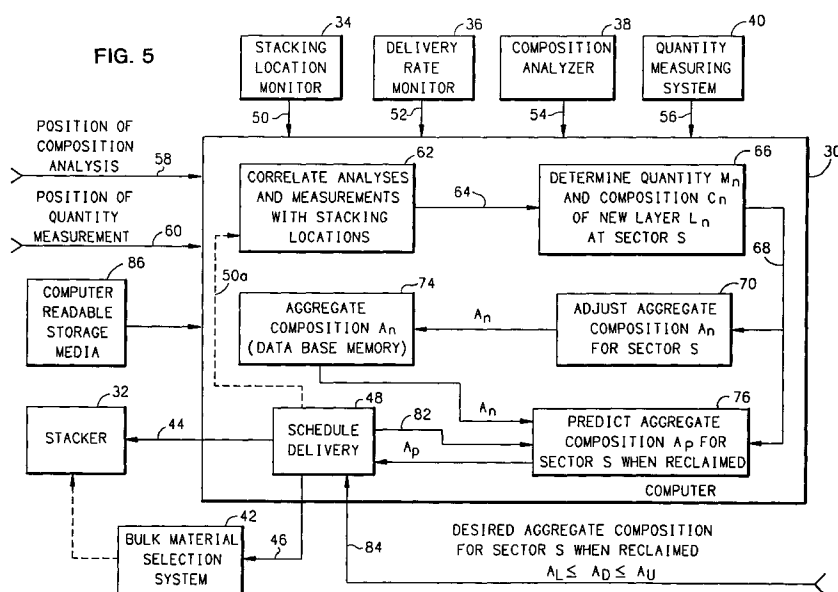 FIG. 5
34
STACKING
LOCATION
MONITOR
36
DELIVERY
RATE
MONITOR
38
COMPOSITION
ANALYZER
40
QUANTITY
MEASURING
SYSTEM
50
52
54
56
30
POSITION OF
COMPOSITION
ANALYSIS
58
POSITION OF
QUANTITY
MEASUREMENT
60
86
COMPUTER
READABLE
STORAGE
MEDIA
62
CORRELATE ANALYSES
AND MEASUREMENTS
WITH STACKING
LOCATIONS
64
66
DETERMINE QUANTITY Mn
AND COMPOSITION Cn
OF NEW LAYER Ln
AT SECTOR S
68
50a
74
AGGREGATE
COMPOSITION An
(DATA BASE MEMORY)
An
70
ADJUST AGGREGATE
COMPOSITION An
FOR SECTOR S
32
STACKER
44
48
SCHEDULE
DELIVERY
82
An
Ap
76
PREDICT AGGREGATE
COMPOSITION Ap FOR
SECTOR S WHEN RECLAIMED
COMPUTER
42
BULK MATERIAL
SELECTION
SYSTEM
46
84
DESIRED AGGREGATE COMPOSITION
FOR SECTOR S WHEN RECLAIMED
AL ≤ AD ≤ AU